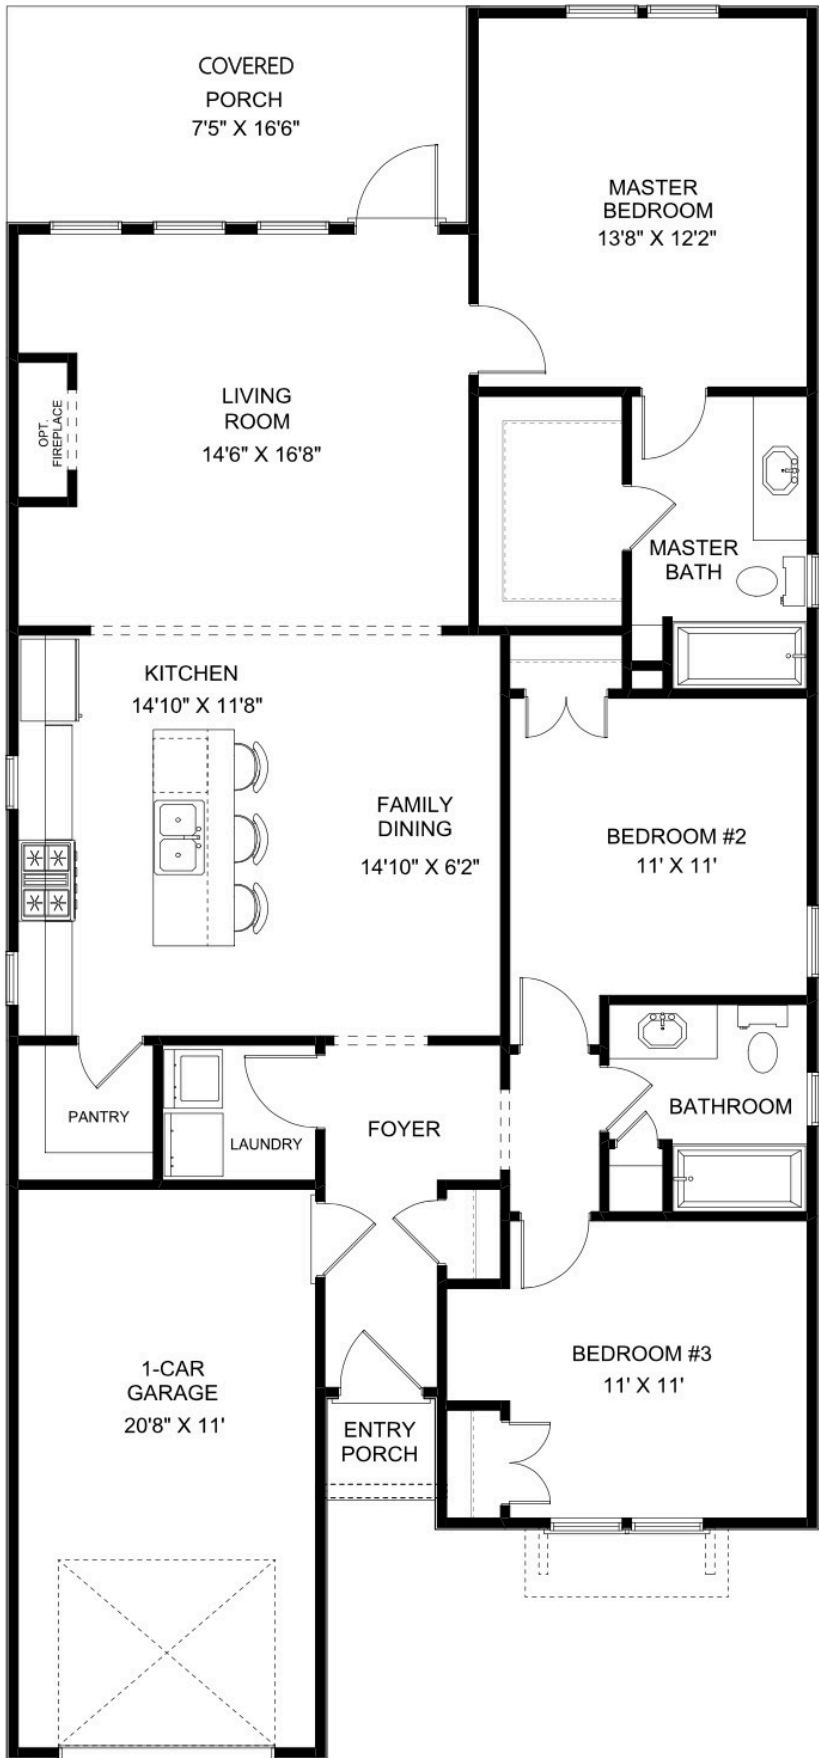 COVERED
PORCH
7'5" X 16'6"
MASTER
BEDROOM
13'8" X 12'2"
LIVING
ROOM
14'6" X 16'8"
OPT.
FIREPLACE
MASTER
BATH
KITCHEN
14'10" X 11'8"
FAMILY
DINING
14'10" X 6'2"
BEDROOM #2
11' X 11'
PANTRY
LAUNDRY
FOYER
BATHROOM
1-CAR
GARAGE
20'8" X 11'
ENTRY
PORCH
BEDROOM #3
11' X 11'